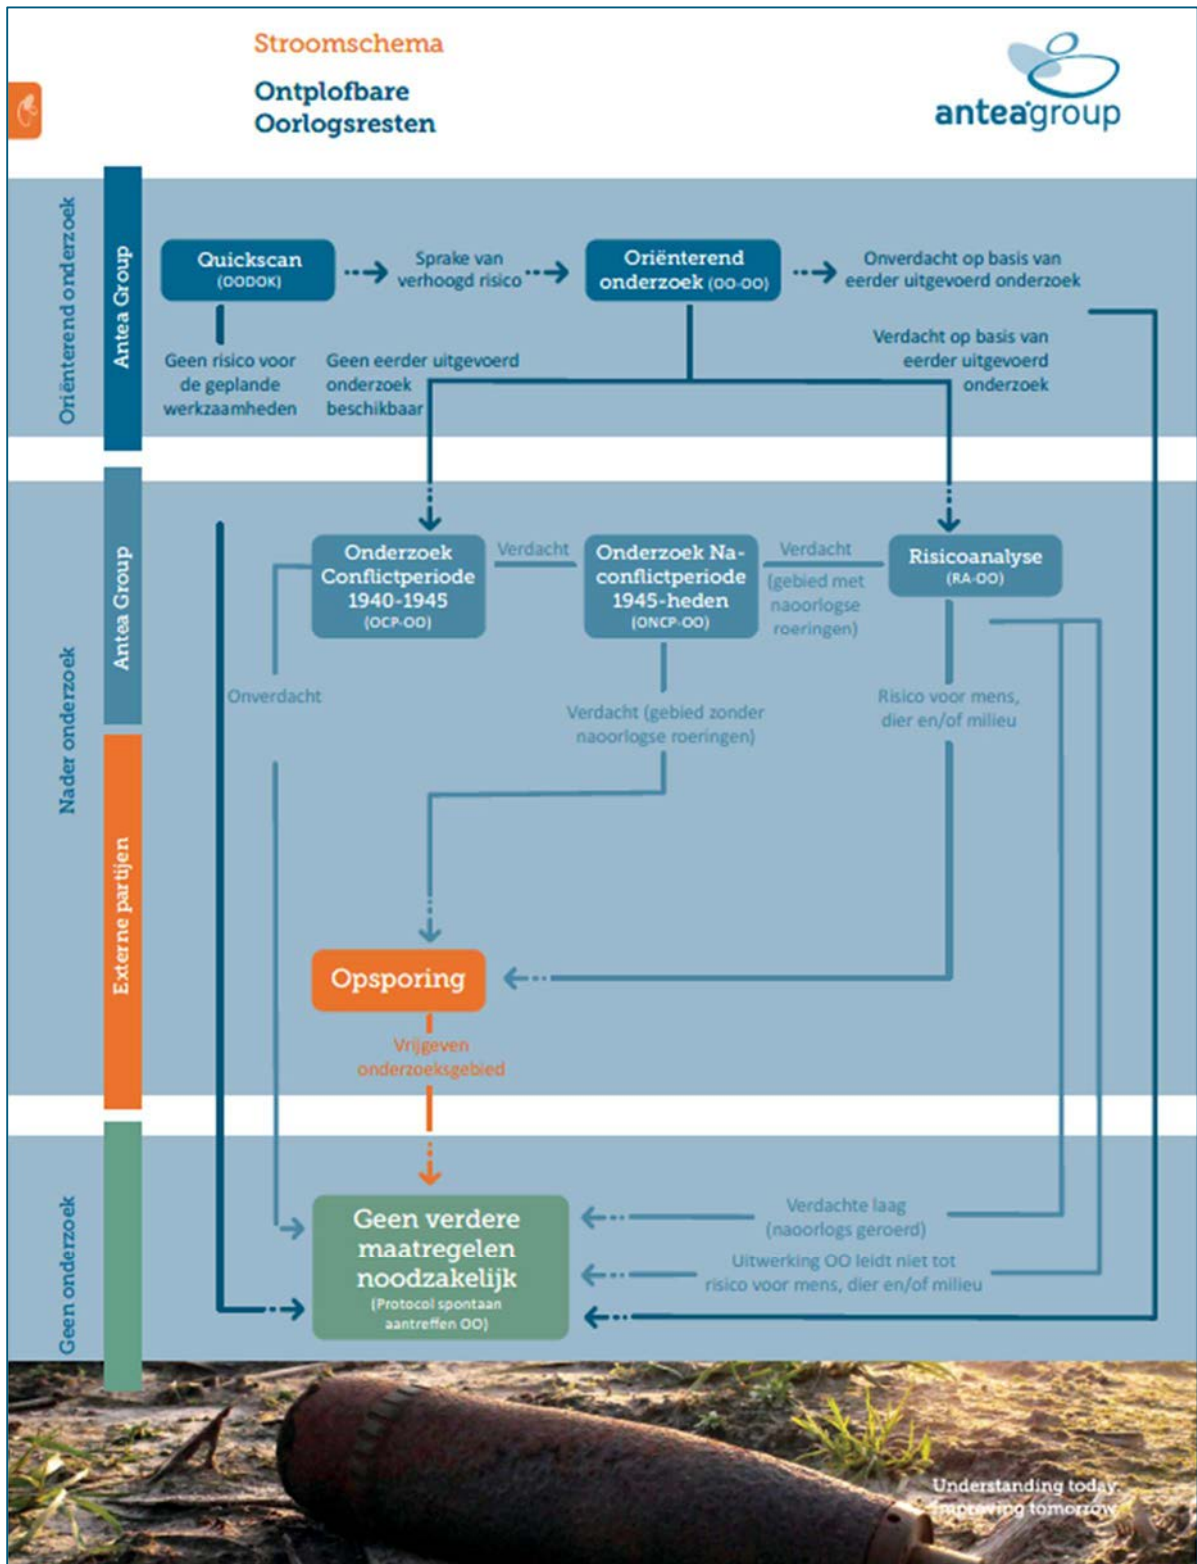 Stroomschema
Ontplofbare
Oorlogsresten
anteagroup
Oriënterend onderzoek
Antea Group
Quickscan
(OODOK)
Sprake van
verhoogd risico
Oriënterend
onderzoek (OO-OO)
Onverdacht op basis van
eerder uitgevoerd onderzoek
Geen risico voor
de geplande
werkzaamheden
Geen eerder uitgevoerd
onderzoek
beschikbaar
Verdacht op basis van
eerder uitgevoerd
onderzoek
Nader onderzoek
Antea Group
Onderzoek
Conflictperiode
1940-1945
(OCP-OO)
Verdacht
Onderzoek Na-
conflictperiode
1945-heden
(ONCP-OO)
Verdacht
(gebied met
naoorlogse
roeringen)
Risicoanalyse
(RA-OO)
Onverdacht
Verdacht (gebied zonder
naoorlogse roeringen)
Risico voor mens,
dier en/of milieu
Externe partijen
Opsporing
Vrijgeven
onderzoeksgebied
Geen onderzoek
Geen verdere
maatregelen
noodzakelijk
(Protocol spontaan
aantreffen OO)
Verdachte laag
(naoorlogs geroerd)
Uitwerking OO leidt niet tot
risico voor mens, dier en/of milieu
Understanding today.
Improving tomorrow.